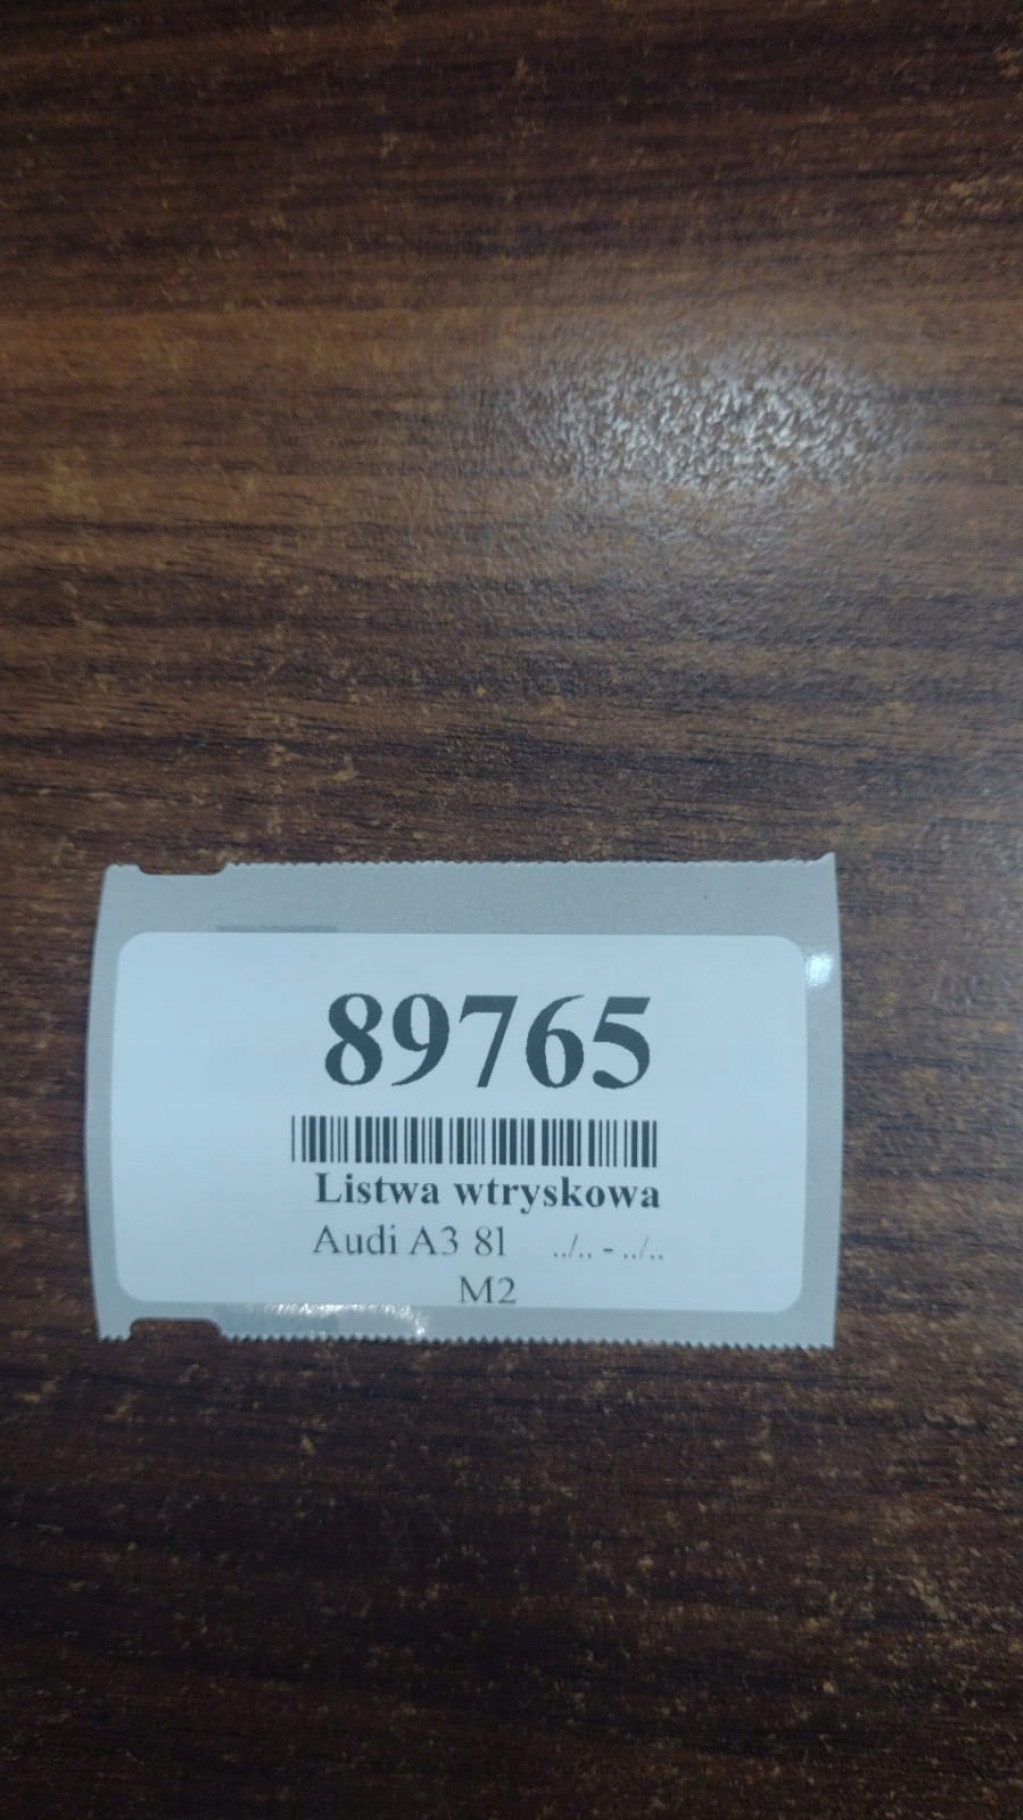 89765
Listwa wtryskowa
Audi A3 8l ../.. - ../..
M2